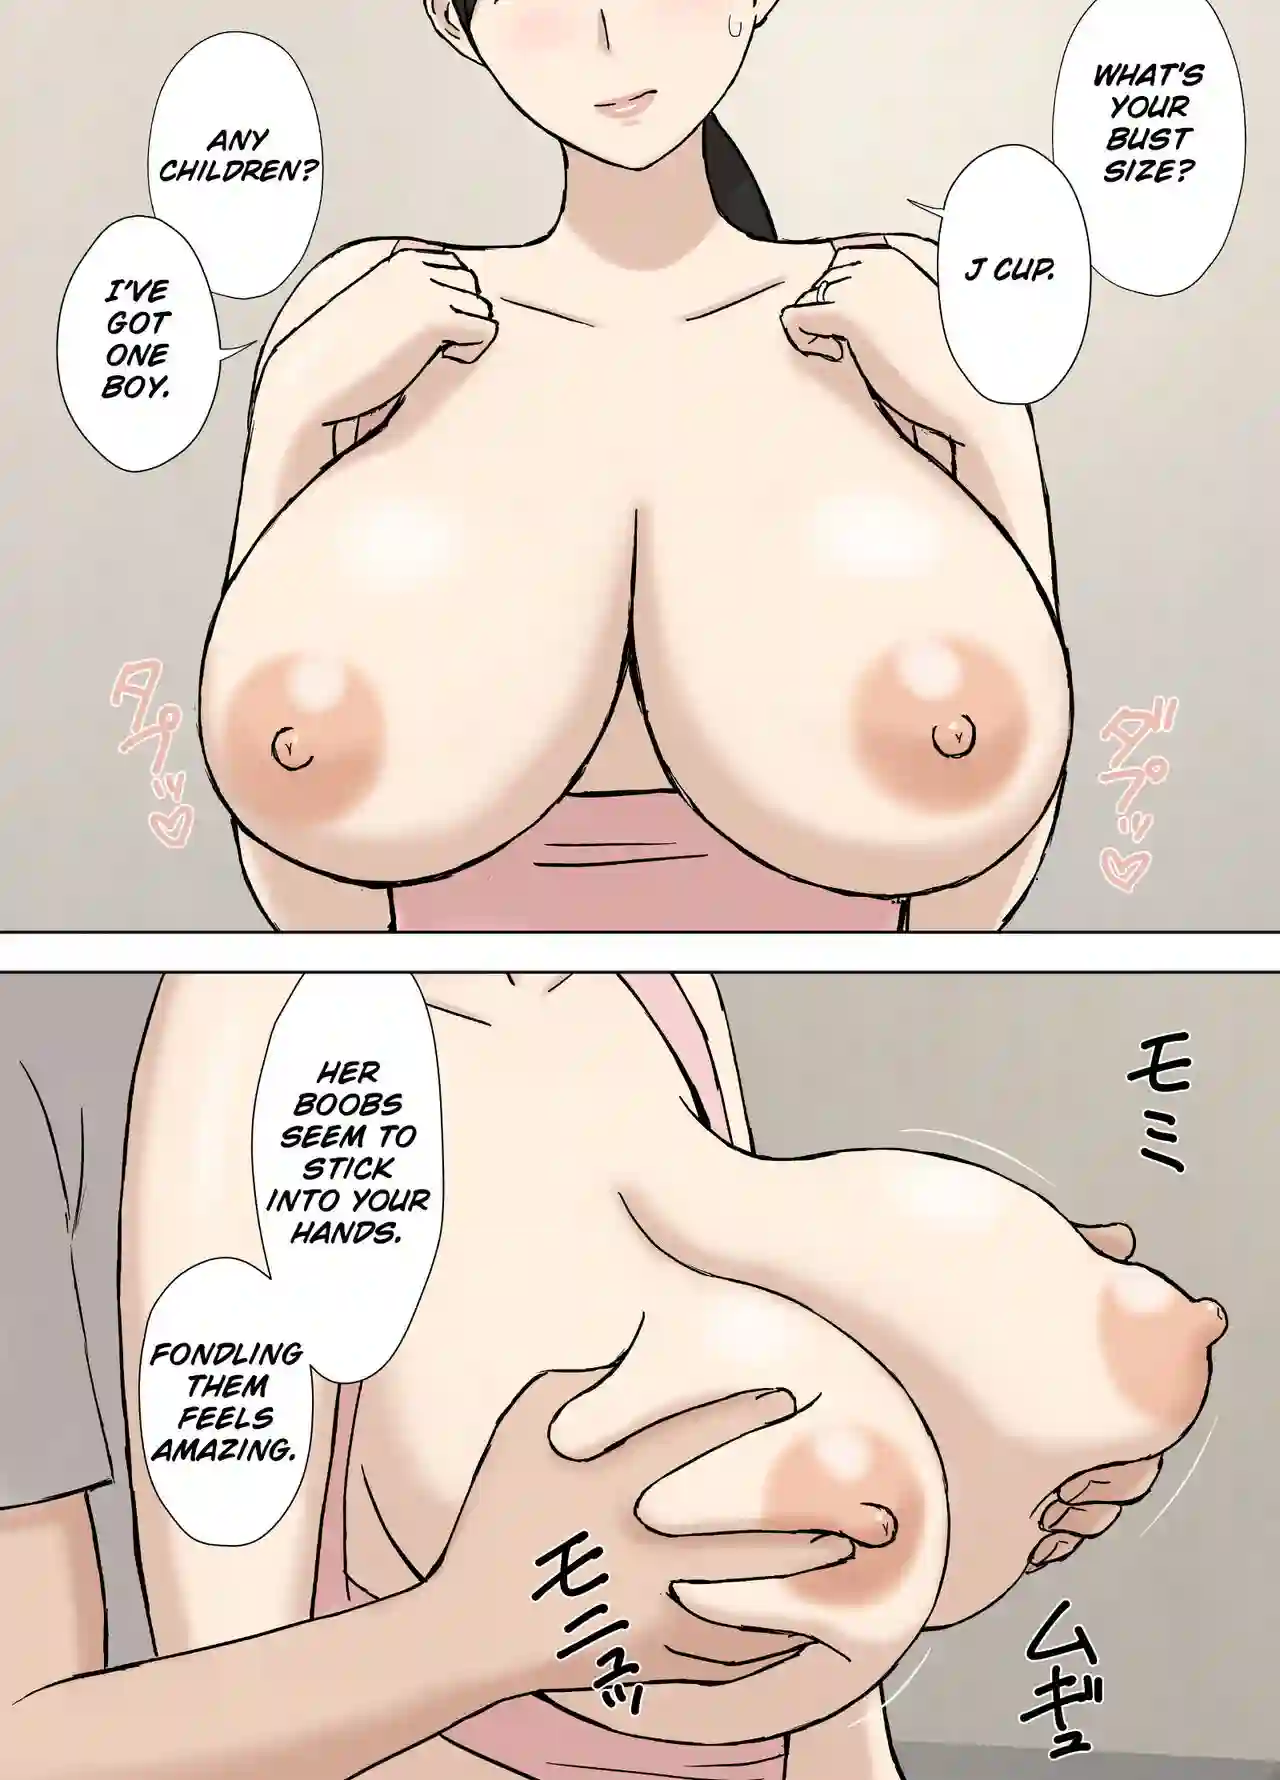 WHAT'S
YOUR
BUST
SIZE?
J CUP.
ANY
CHILDREN?
I'VE
GOT
ONE
BOY.
ダプッ♡
タプッ♡
HER
BOOBS
SEEM TO
STICK
INTO YOUR
HANDS.
FONDLING
THEM
FEELS
AMAZING.
モミ
モニュッ
ムギュ